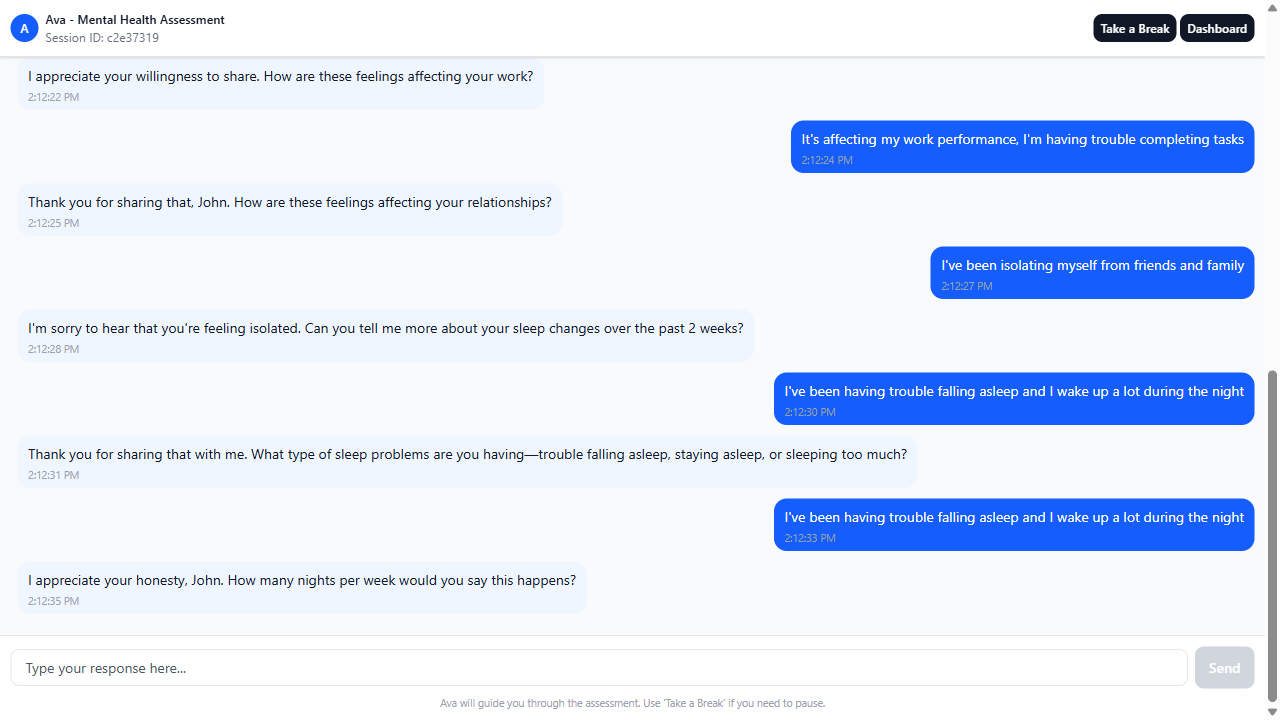 A
Ava - Mental Health Assessment
Session ID: c2e37319
Take a Break
Dashboard
I appreciate your willingness to share. How are these feelings affecting your work?
2:12:22 PM
It's affecting my work performance, I'm having trouble completing tasks
2:12:24 PM
Thank you for sharing that, John. How are these feelings affecting your relationships?
2:12:25 PM
I've been isolating myself from friends and family
2:12:27 PM
I'm sorry to hear that you're feeling isolated. Can you tell me more about your sleep changes over the past 2 weeks?
2:12:28 PM
I've been having trouble falling asleep and I wake up a lot during the night
2:12:30 PM
Thank you for sharing that with me. What type of sleep problems are you having—trouble falling asleep, staying asleep, or sleeping too much?
2:12:31 PM
I've been having trouble falling asleep and I wake up a lot during the night
2:12:33 PM
I appreciate your honesty, John. How many nights per week would you say this happens?
2:12:35 PM
Type your response here...
Send
Ava will guide you through the assessment. Use 'Take a Break' if you need to pause.